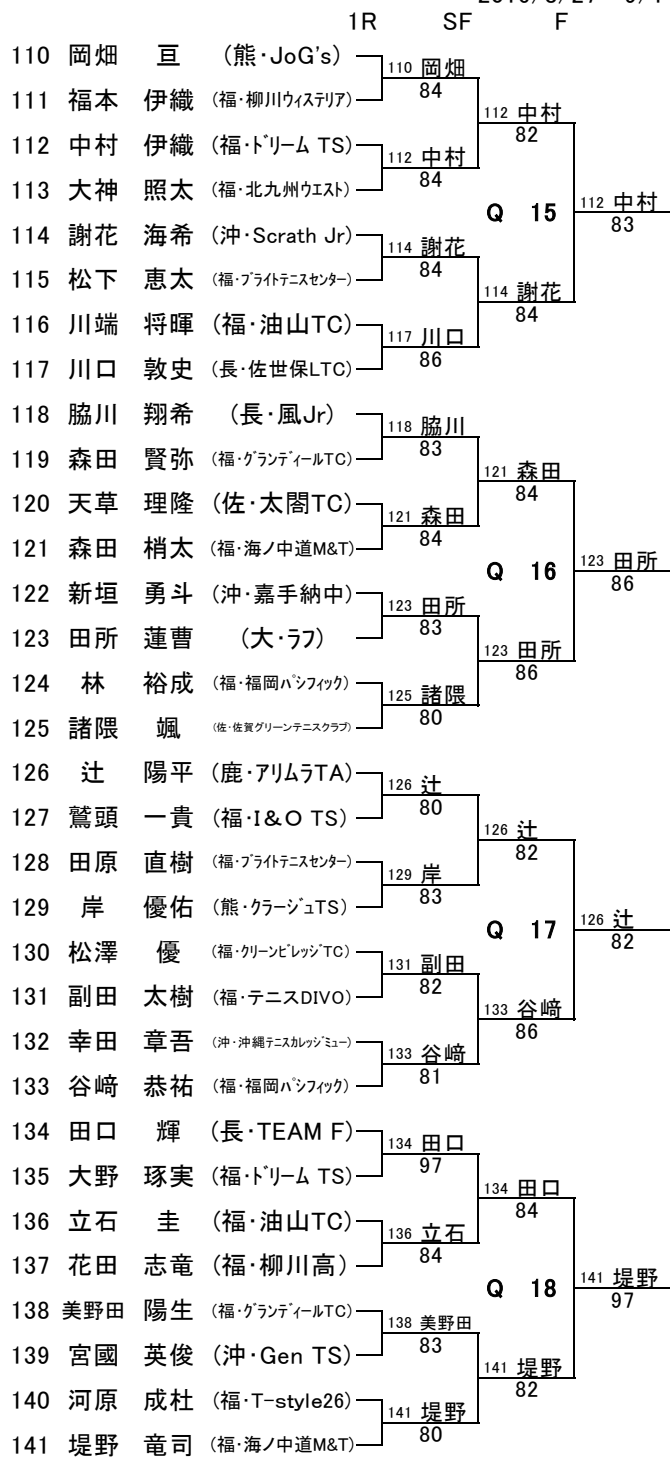 1R SF F
110 岡畑 亘 (熊・JoG's)
110 岡畑
84
111 福本 伊織 (福・柳川ウィステリア)
112 中村
82
112 中村 伊織 (福・ドリーム TS)
112 中村
84
113 大神 照太 (福・北九州ウエスト)
Q 15
112 中村
83
114 謝花 海希 (沖・Scrath Jr)
114 謝花
84
115 松下 恵太 (福・ブライトテニスセンター)
114 謝花
84
116 川端 将暉 (福・油山TC)
117 川口
86
117 川口 敦史 (長・佐世保LTC)
118 脇川 翔希 (長・風Jr)
118 脇川
83
119 森田 賢弥 (福・グランディールTC)
121 森田
84
120 天草 理隆 (佐・太閤TC)
121 森田
84
121 森田 梢太 (福・海ノ中道M&T)
Q 16
123 田所
86
122 新垣 勇斗 (沖・嘉手納中)
123 田所
83
123 田所 蓮曹 (大・ラフ)
123 田所
86
124 林 裕成 (福・福岡パシフィック)
125 諸隈
80
125 諸隈 颯 (佐・佐賀グリーンテニスクラブ)
126 辻 陽平 (鹿・アリムラTA)
126 辻
80
127 鷲頭 一貴 (福・I&O TS)
126 辻
82
128 田原 直樹 (福・ブライトテニスセンター)
129 岸
83
129 岸 優佑 (熊・クラージュTS)
Q 17
126 辻
82
130 松澤 優 (福・クリーンビレッジTC)
131 副田
82
131 副田 太樹 (福・テニスDIVO)
133 谷﨑
86
132 幸田 章吾 (沖・沖縄テニスカレッジミュー)
133 谷﨑
81
133 谷﨑 恭祐 (福・福岡パシフィック)
134 田口 輝 (長・TEAM F)
134 田口
97
135 大野 琢実 (福・ドリーム TS)
134 田口
84
136 立石 圭 (福・油山TC)
136 立石
84
137 花田 志竜 (福・柳川高)
Q 18
141 堤野
97
138 美野田 陽生 (福・グランディールTC)
138 美野田
83
139 宮國 英俊 (沖・Gen TS)
141 堤野
82
140 河原 成杜 (福・T-style26)
141 堤野
80
141 堤野 竜司 (福・海ノ中道M&T)